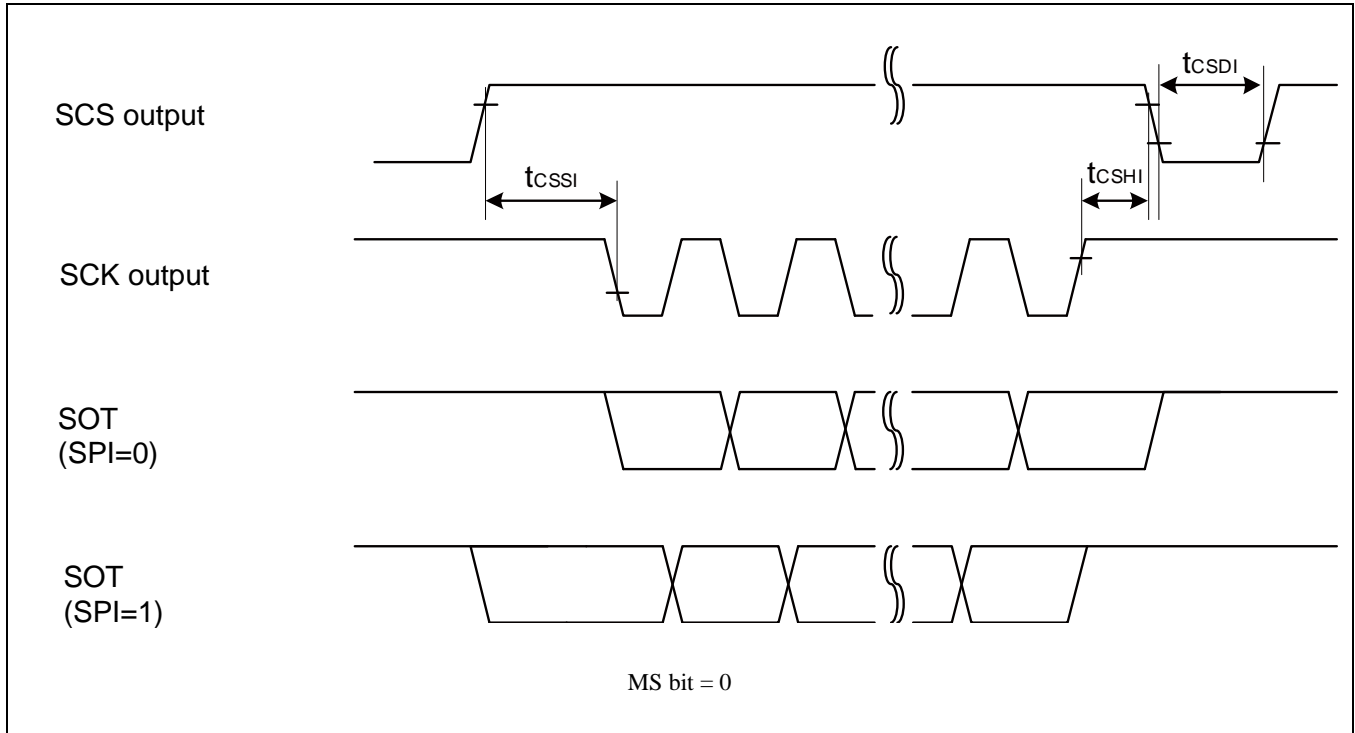 SCS output
tCSDI
tCSSI
tCSHI
SCK output
SOT
(SPI=0)
SOT
(SPI=1)
MS bit = 0